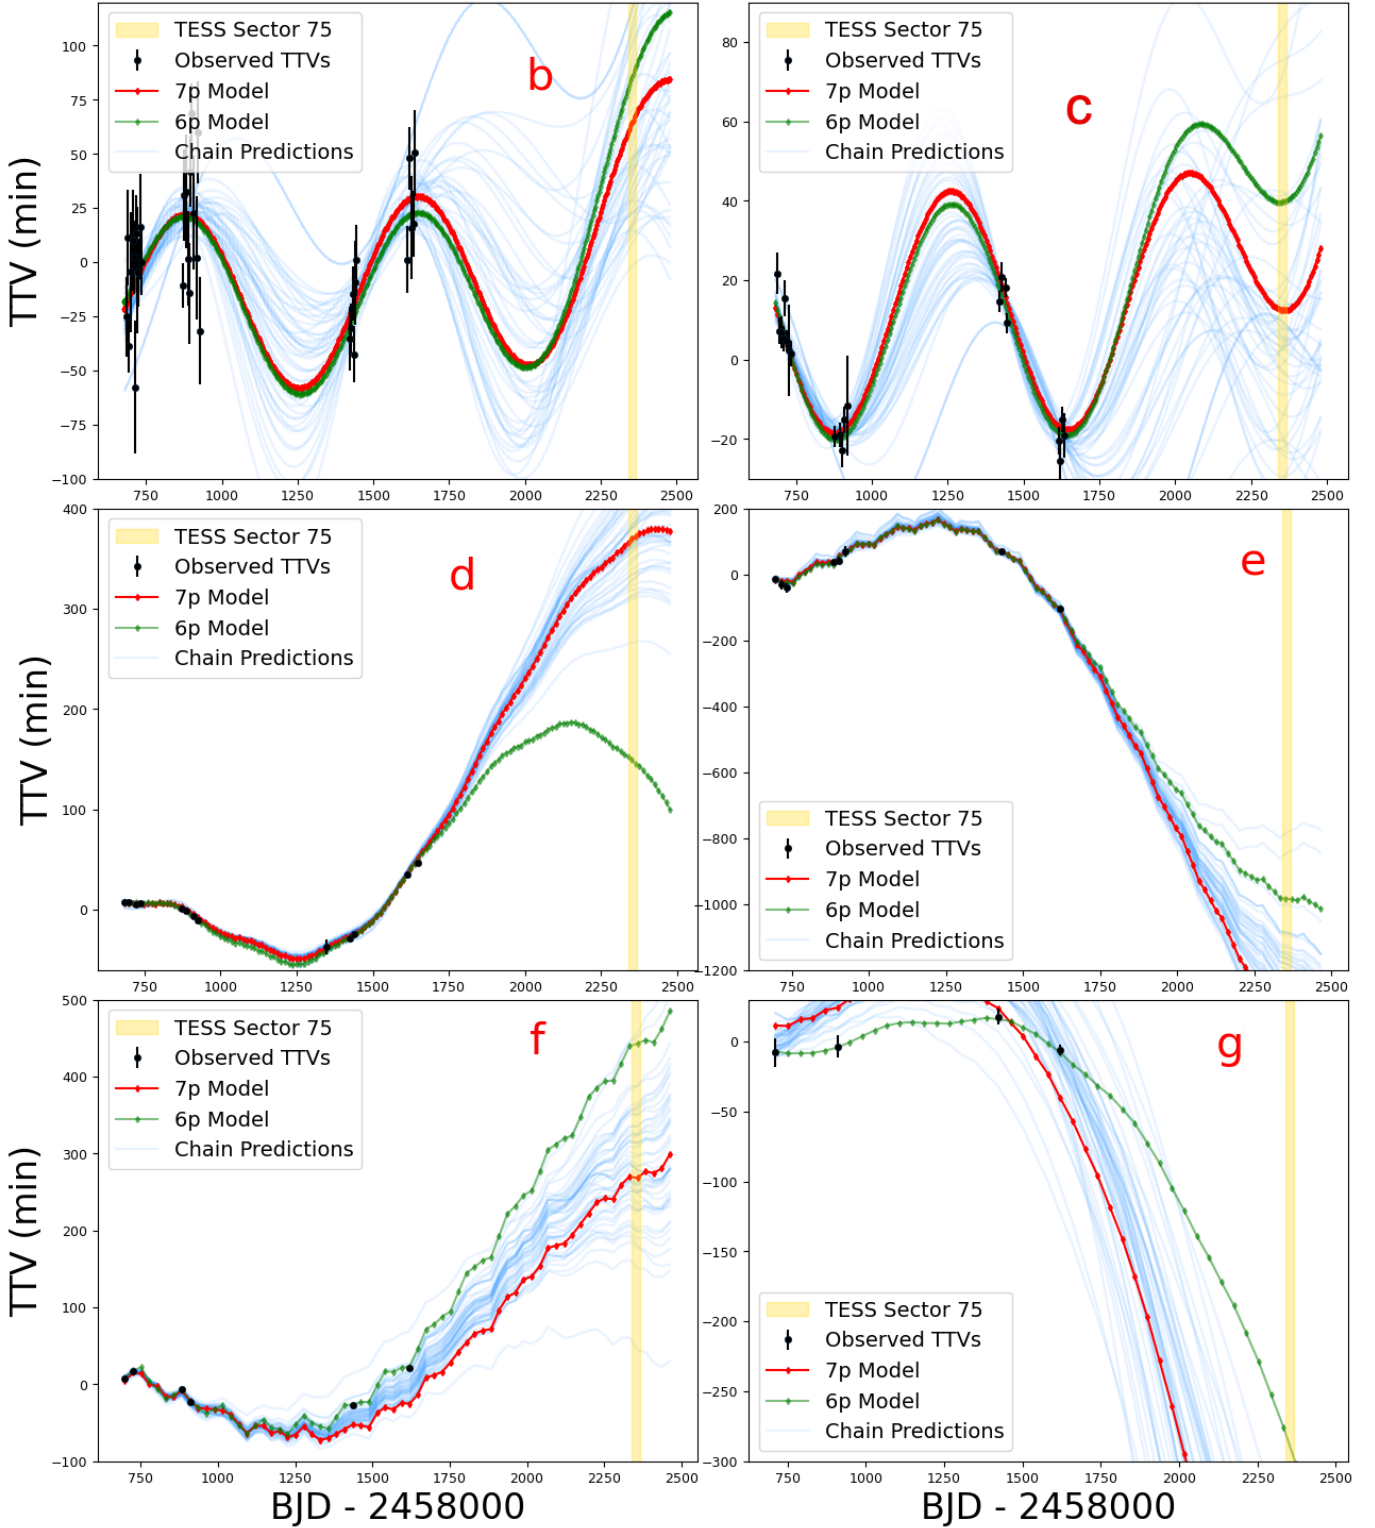 TESS Sector 75
Observed TTVs
7p Model
6p Model
Chain Predictions
b
TTV (min)
100
75
50
25
0
−25
−50
−75
−100
750 1000 1250 1500 1750 2000 2250 2500
TESS Sector 75
Observed TTVs
7p Model
6p Model
Chain Predictions
c
80
60
40
20
0
−20
750 1000 1250 1500 1750 2000 2250 2500
TESS Sector 75
Observed TTVs
7p Model
6p Model
Chain Predictions
d
TTV (min)
400
300
200
100
0
750 1000 1250 1500 1750 2000 2250 2500
e
200
0
−200
−400
−600
−800
−1000
−1200
TESS Sector 75
Observed TTVs
7p Model
6p Model
Chain Predictions
750 1000 1250 1500 1750 2000 2250 2500
TESS Sector 75
Observed TTVs
7p Model
6p Model
Chain Predictions
f
TTV (min)
500
400
300
200
100
0
−100
750 1000 1250 1500 1750 2000 2250 2500
BJD - 2458000
g
0
−50
−100
−150
−200
−250
−300
TESS Sector 75
Observed TTVs
7p Model
6p Model
Chain Predictions
750 1000 1250 1500 1750 2000 2250 2500
BJD - 2458000